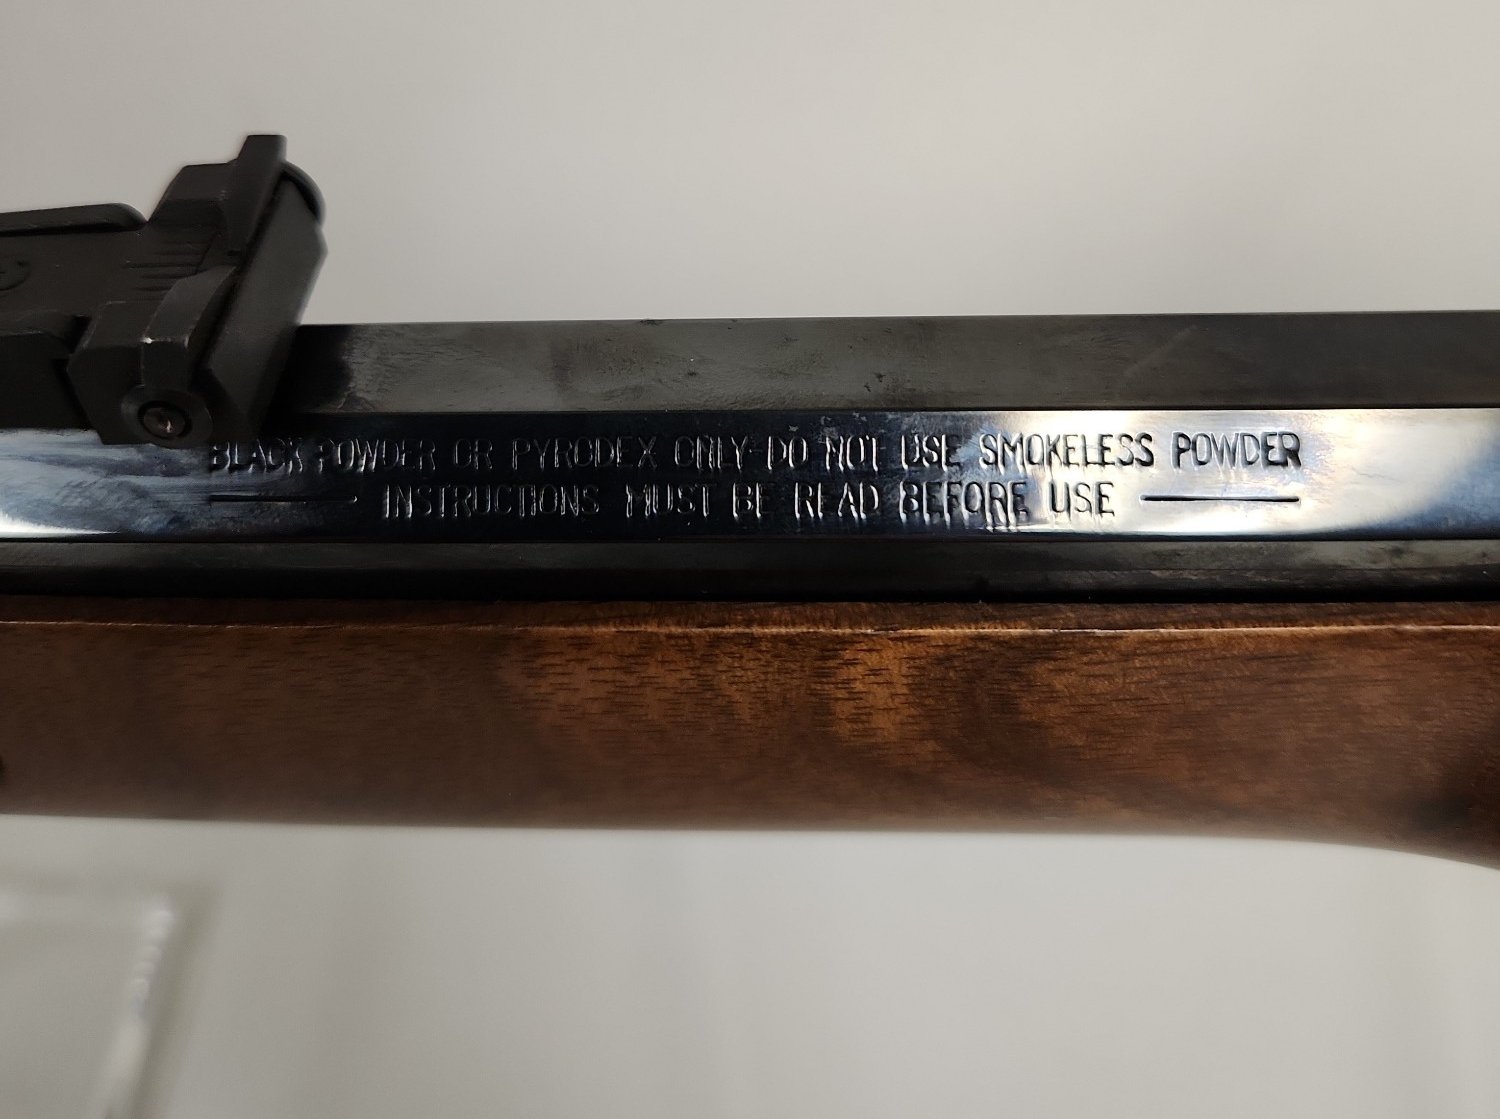 BLACK POWDER OR PYRODEX ONLY-DO NOT USE SMOKELESS POWDER
INSTRUCTIONS MUST BE READ BEFORE USE